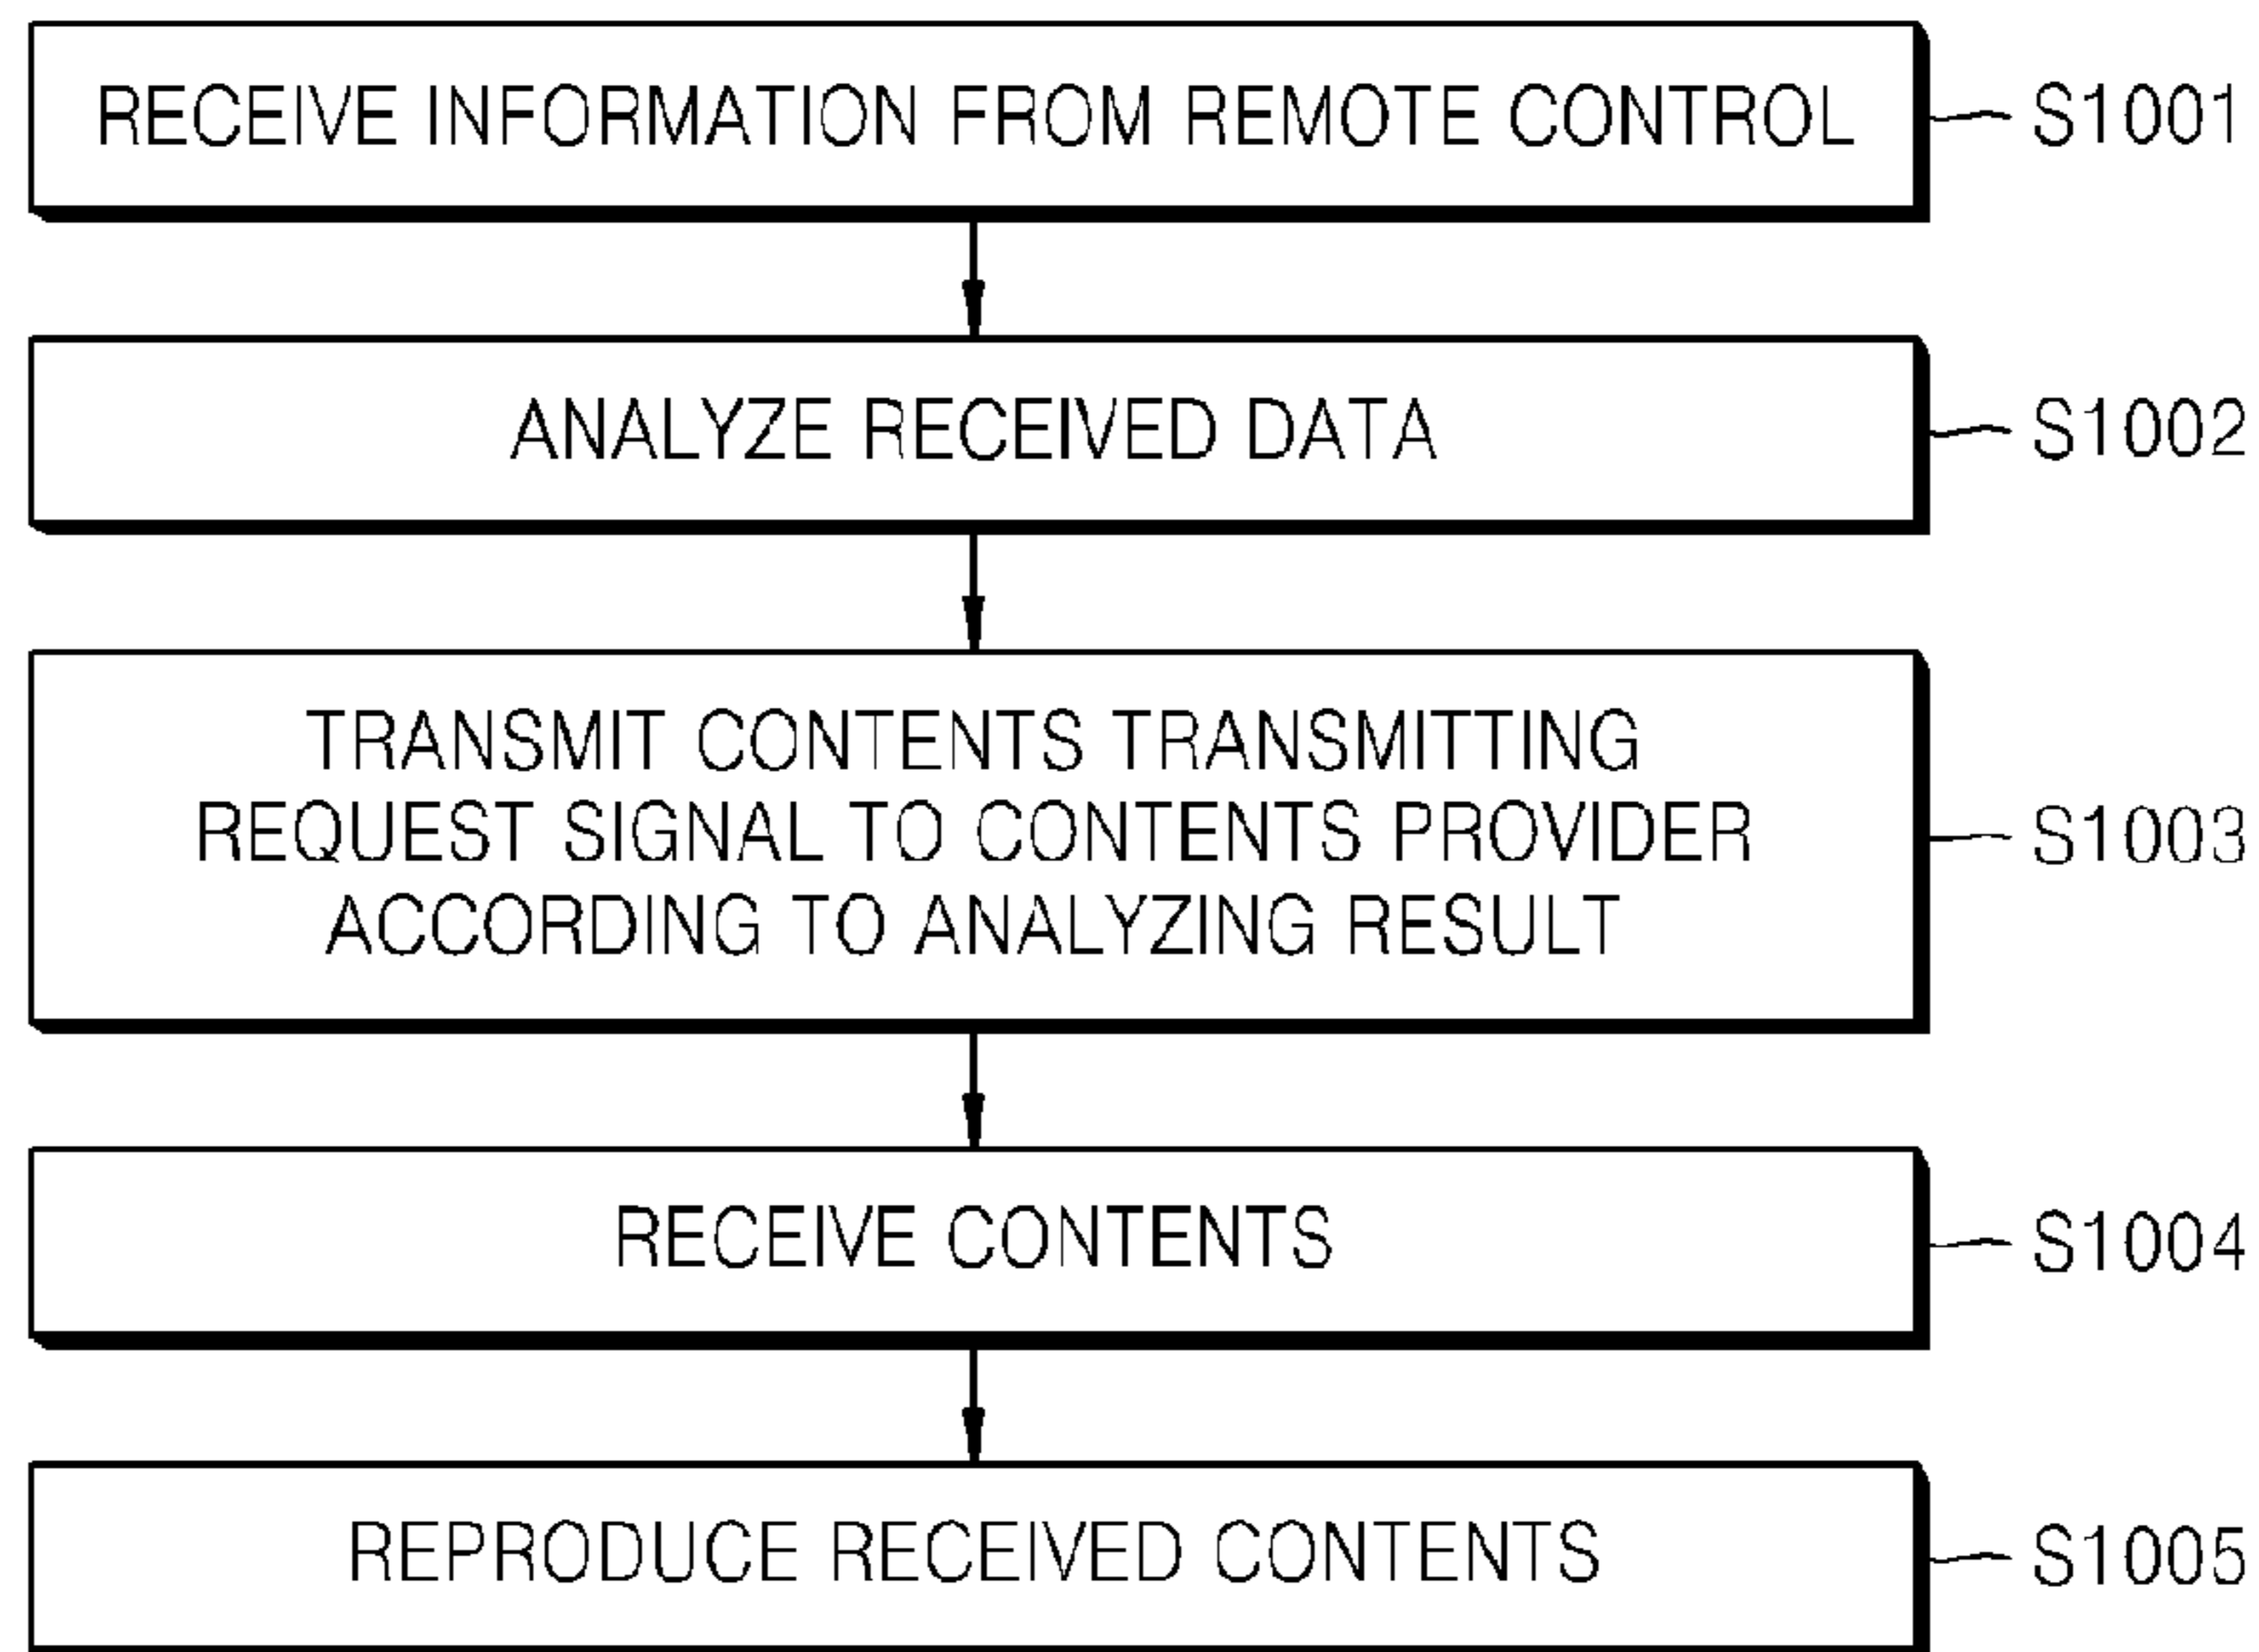 RECEIVE INFORMATION FROM REMOTE CONTROL
S1001
ANALYZE RECEIVED DATA
S1002
TRANSMIT CONTENTS TRANSMITTING
REQUEST SIGNAL TO CONTENTS PROVIDER
ACCORDING TO ANALYZING RESULT
S1003
RECEIVE CONTENTS
S1004
REPRODUCE RECEIVED CONTENTS
S1005